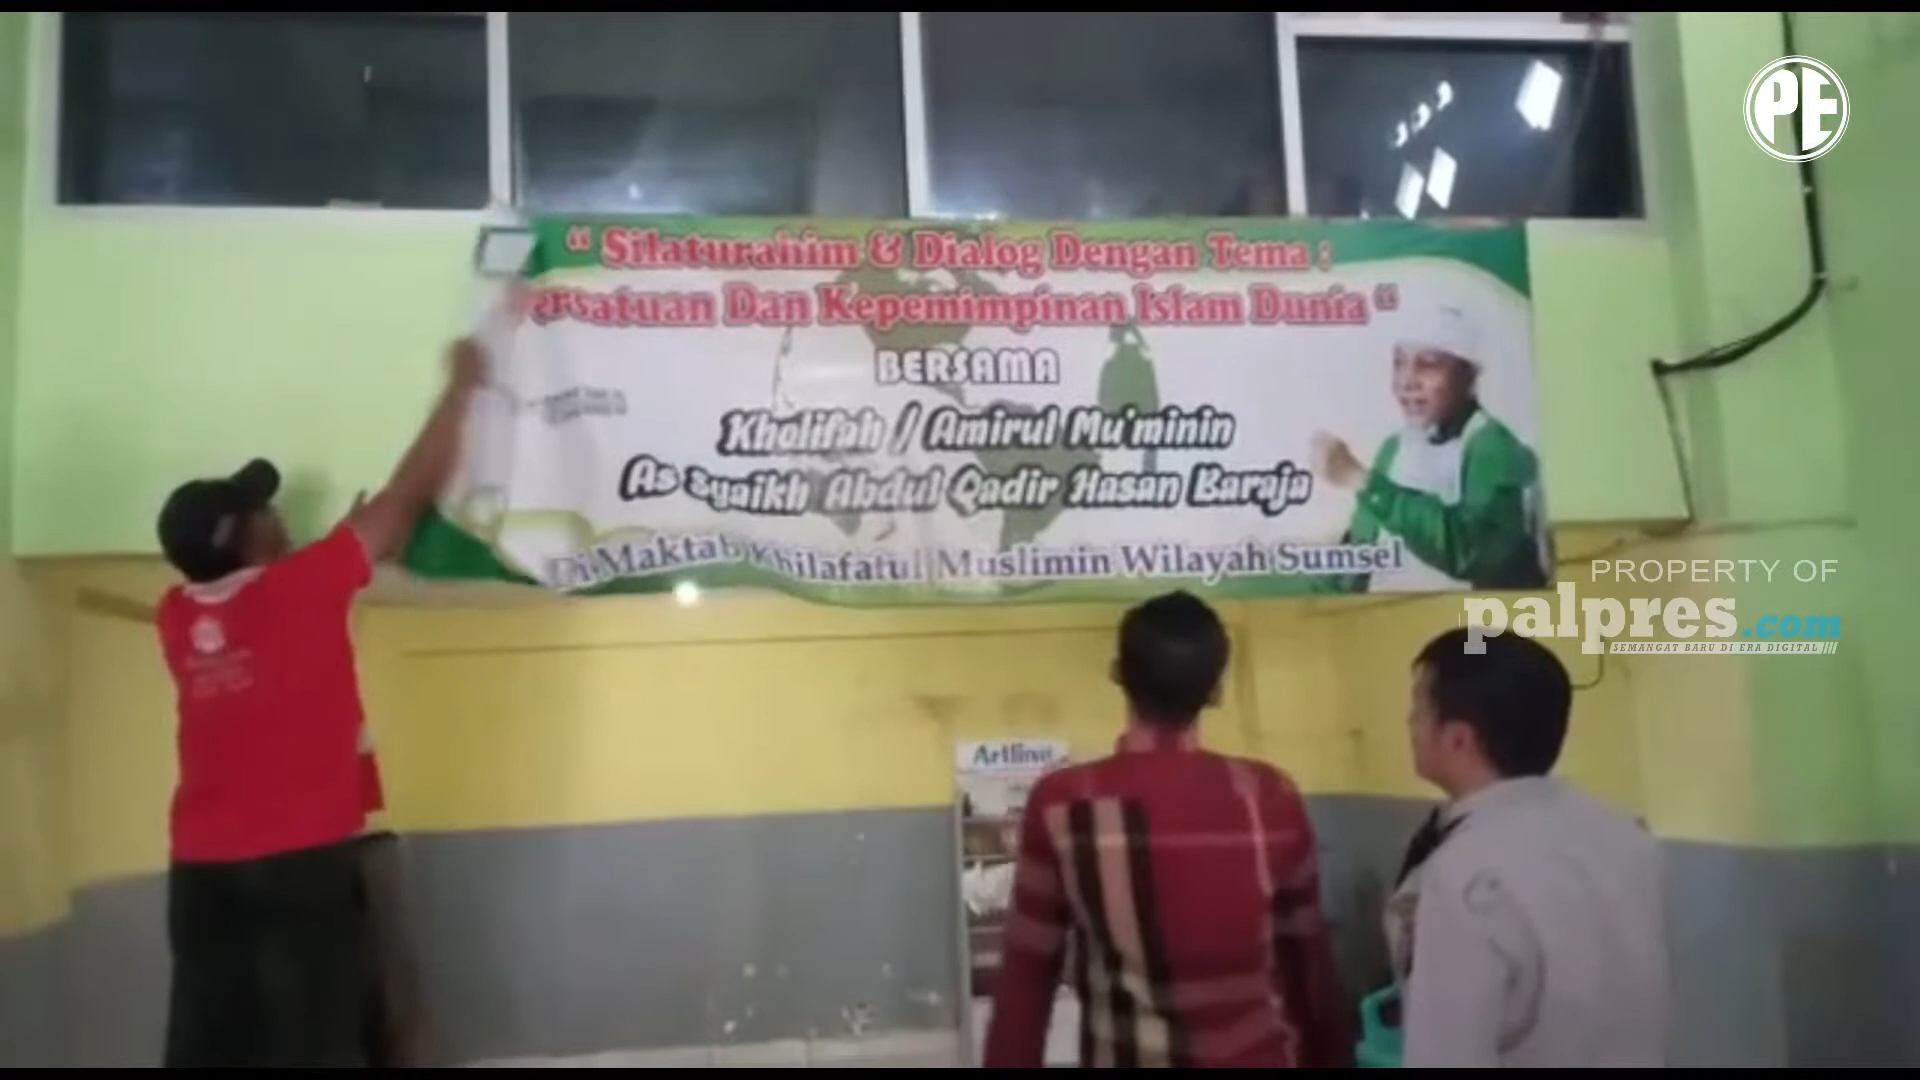 PE
" Silaturahim & Dialog Dengan Tema :
ersatuan Dan Kepemimpinan Islam Dunia "
BERSAMA
Kholifah / Amirul Mu'minin
As Syaikh Abdul Qadir Hasan Baraja
Di Maktab Khilafatul Muslimin Wilayah Sumsel
PROPERTY OF
palpres.com
SEMANGAT BARU DI ERA DIGITAL
Artline